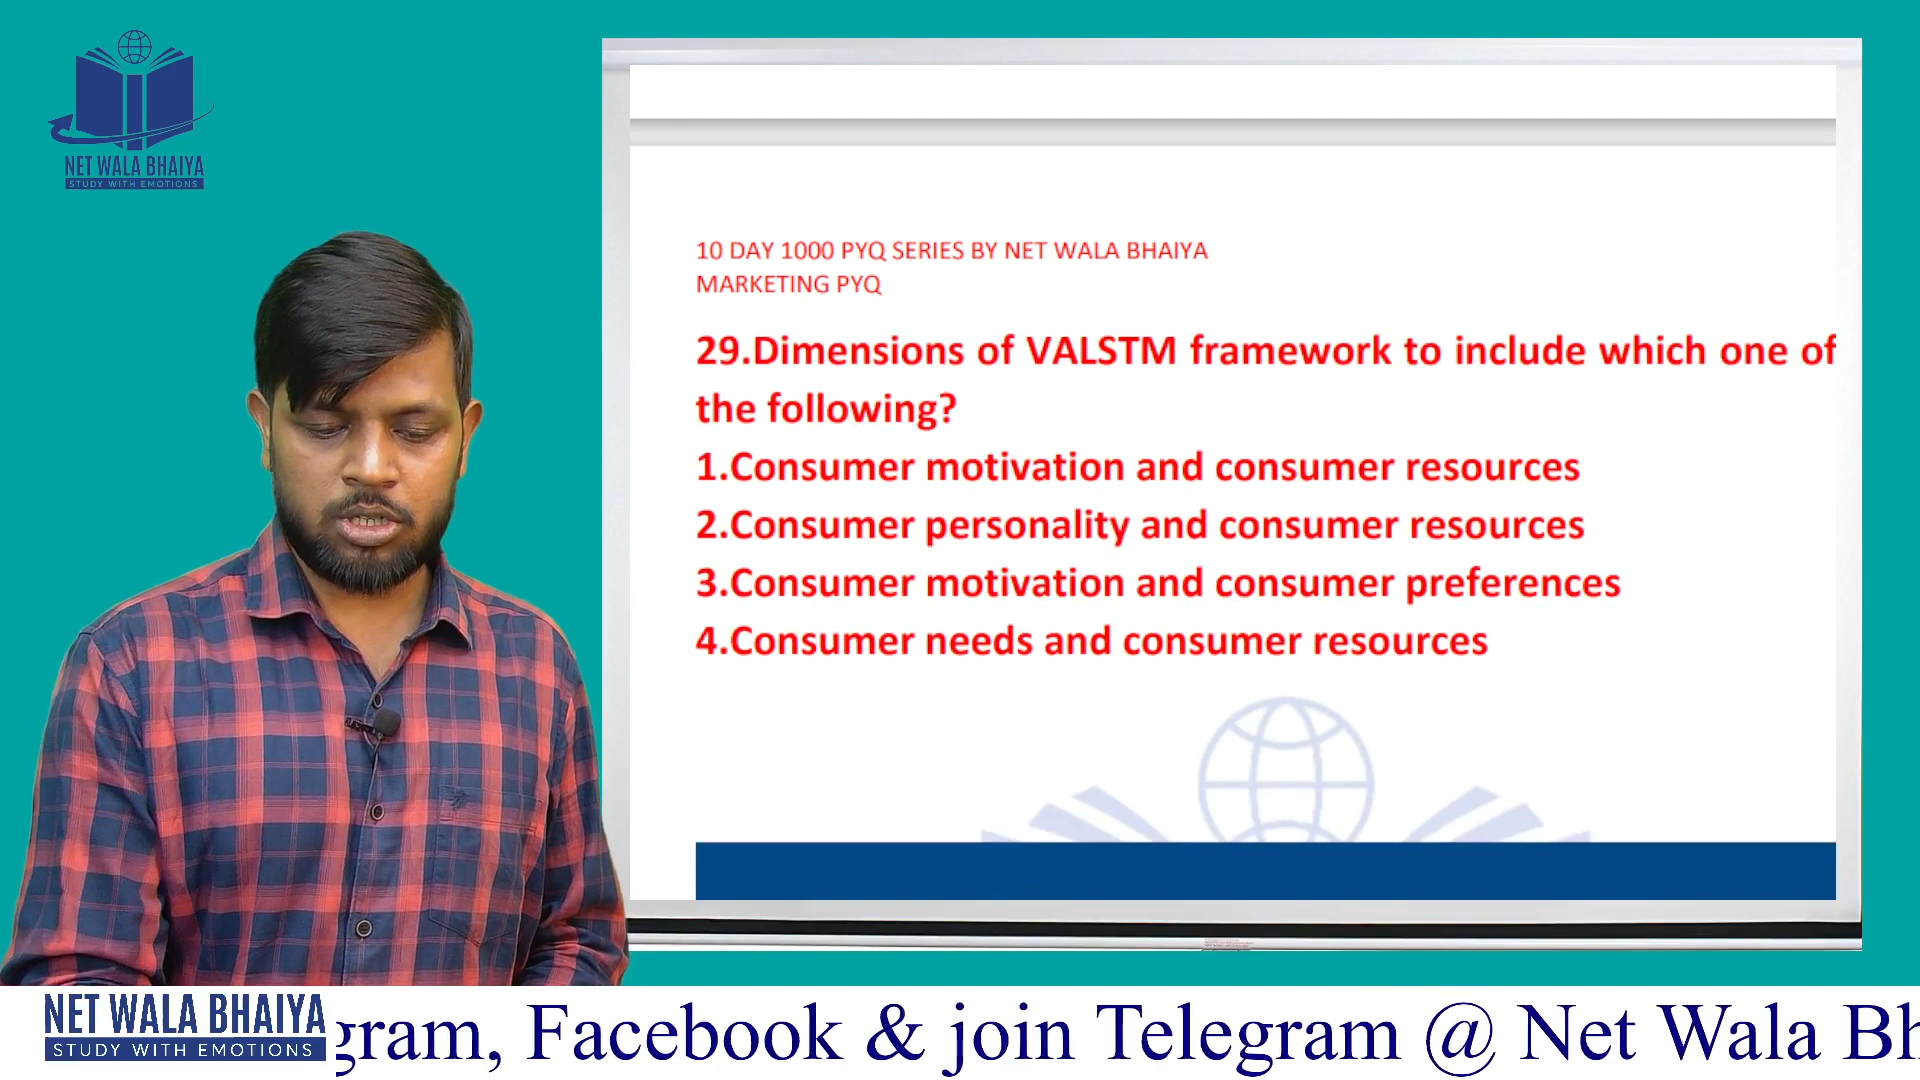 NET WALA BHAIYA
STUDY WITH EMOTIONS
10 DAY 1000 PYQ SERIES BY NET WALA BHAIYA
MARKETING PYQ
29.Dimensions of VALSTM framework to include which one of
the following?
1.Consumer motivation and consumer resources
2.Consumer personality and consumer resources
3.Consumer motivation and consumer preferences
4.Consumer needs and consumer resources
NET WALA BHAIYA
STUDY WITH EMOTIONS
gram, Facebook & join Telegram @ Net Wala Bh